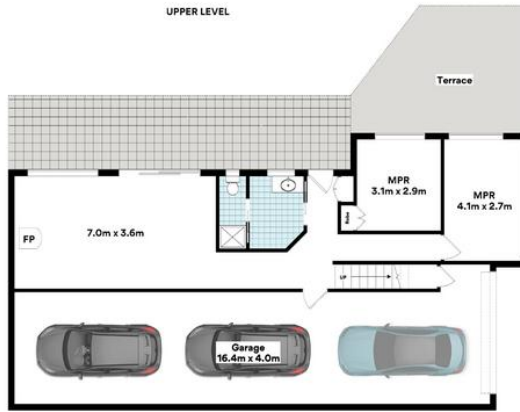 UPPER LEVEL
Terrace
MPR
3.1m x 2.9m
MPR
4.1m x 2.7m
Robe
7.0m x 3.6m
FP
UP
Garage
16.4m x 4.0m